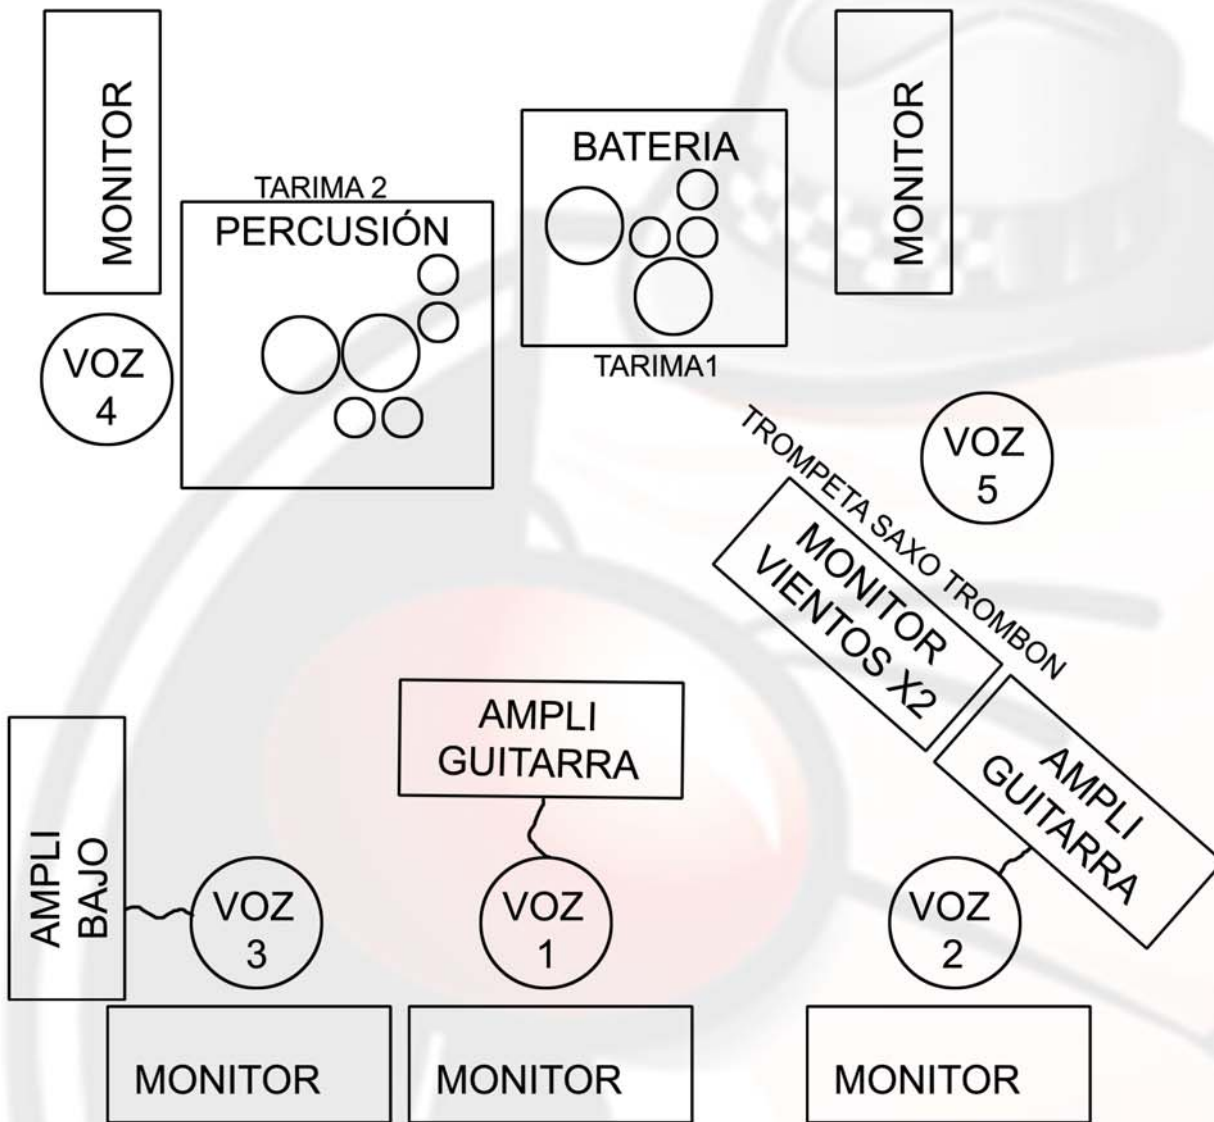 MONITOR
TARIMA 2
PERCUSIÓN
BATERIA
TARIMA1
MONITOR
VOZ
4
VOZ
5
TROMPETA SAXO TROMBON
MONITOR
VIENTOS X2
AMPLI
GUITARRA
AMPLI
GUITARRA
AMPLI
BAJO
VOZ
3
VOZ
1
VOZ
2
MONITOR
MONITOR
MONITOR